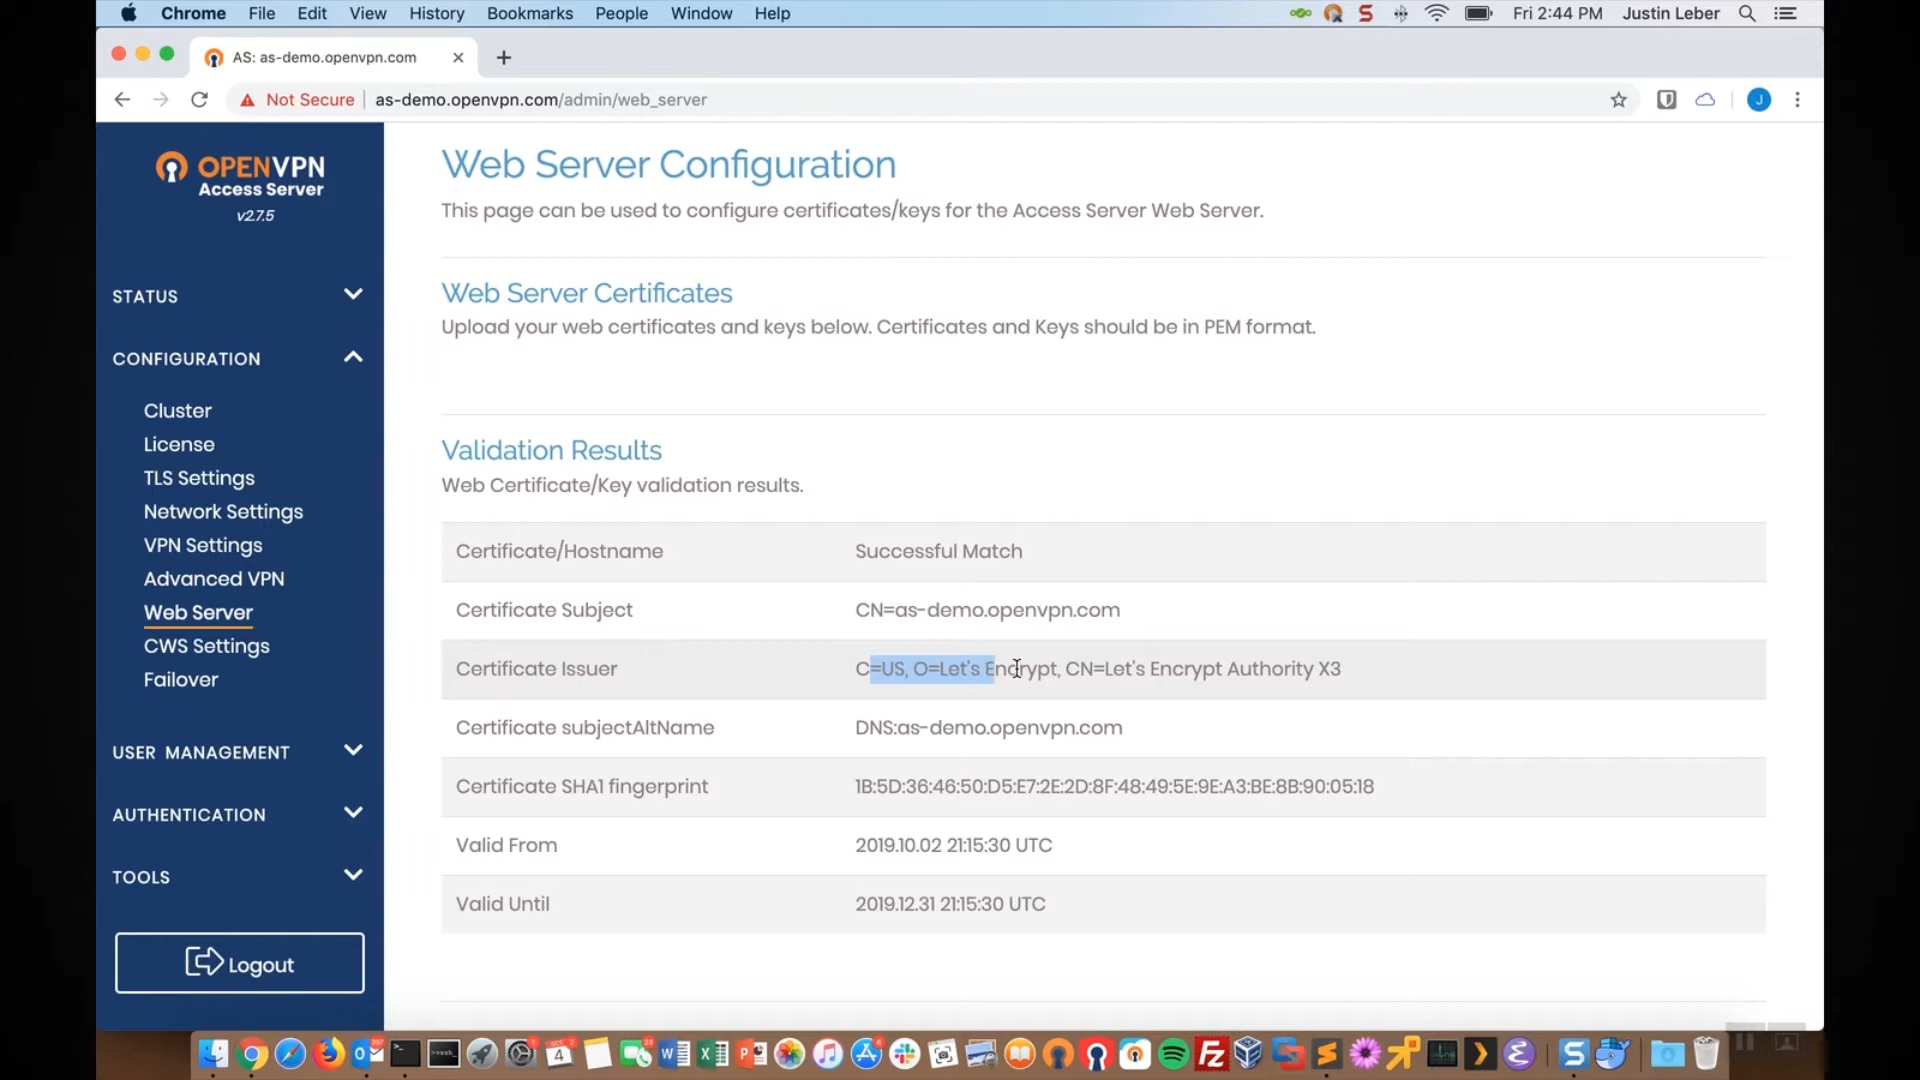 Chrome File Edit View History Bookmarks People Window Help
Fri 2:44 PM Justin Leber
AS: as-demo.openvpn.com
Not Secure as-demo.openvpn.com/admin/web_server
J
OPENVPN
Access Server
v2.7.5
STATUS
CONFIGURATION
Cluster
License
TLS Settings
Network Settings
VPN Settings
Advanced VPN
Web Server
CWS Settings
Failover
USER MANAGEMENT
AUTHENTICATION
TOOLS
Logout
Web Server Configuration
This page can be used to configure certificates/keys for the Access Server Web Server.
Web Server Certificates
Upload your web certificates and keys below. Certificates and Keys should be in PEM format.
Validation Results
Web Certificate/Key validation results.
Certificate/Hostname Successful Match
Certificate Subject CN=as-demo.openvpn.com
Certificate Issuer C=US, O=Let's Encrypt, CN=Let's Encrypt Authority X3
Certificate subjectAltName DNS:as-demo.openvpn.com
Certificate SHA1 fingerprint 1B:5D:36:46:50:D5:E7:2E:2D:8F:48:49:5E:9E:A3:BE:8B:90:05:18
Valid From 2019.10.02 21:15:30 UTC
Valid Until 2019.12.31 21:15:30 UTC